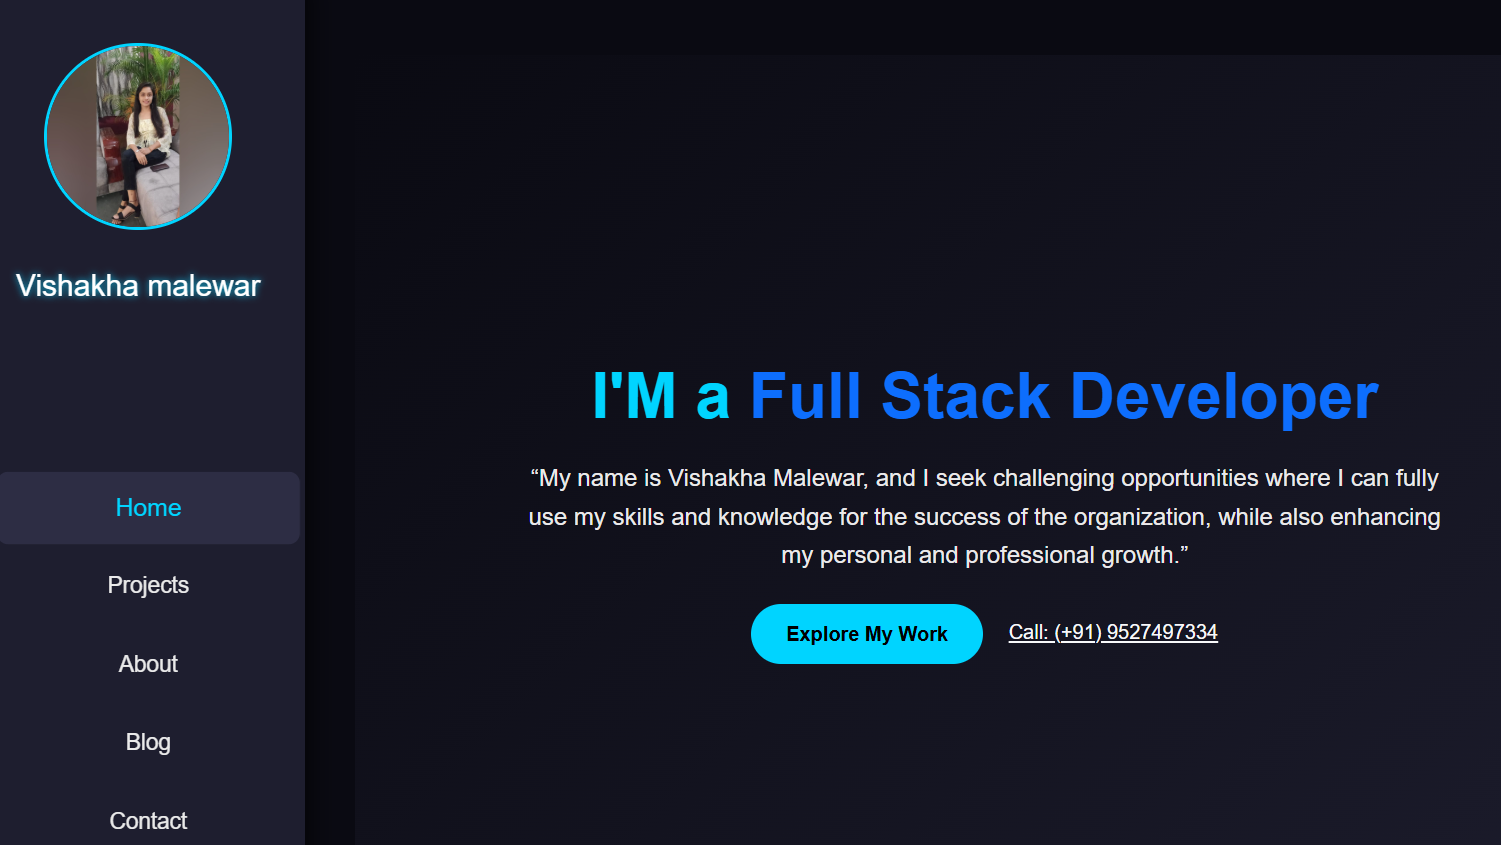 Vishakha malewar
Home
Projects
About
Blog
Contact
I'M a Full Stack Developer
“My name is Vishakha Malewar, and I seek challenging opportunities where I can fully
use my skills and knowledge for the success of the organization, while also enhancing
my personal and professional growth.”
Explore My Work
Call: (+91) 9527497334